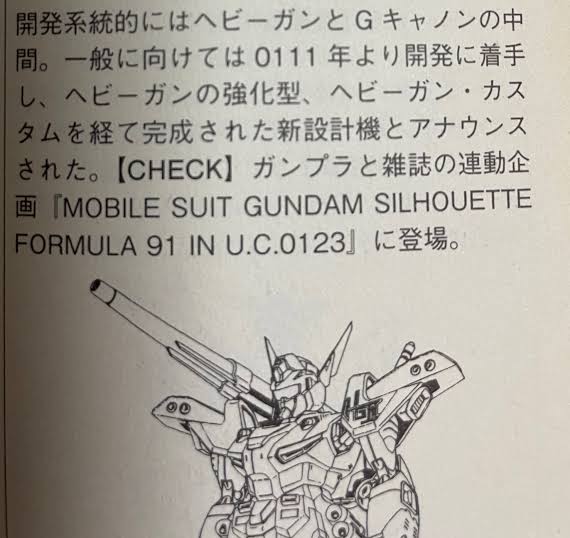 開発系統的にはヘビーガンとGキャノンの中
間。一般に向けては0111年より開発に着手
し、ヘビーガンの強化型、ヘビーガン・カス
タムを経て完成された新設計機とアナウンス
された。【CHECK】ガンプラと雑誌の連動企
画『MOBILE SUIT GUNDAM SILHOUETTE
FORMULA 91 IN U.C.0123』に登場。